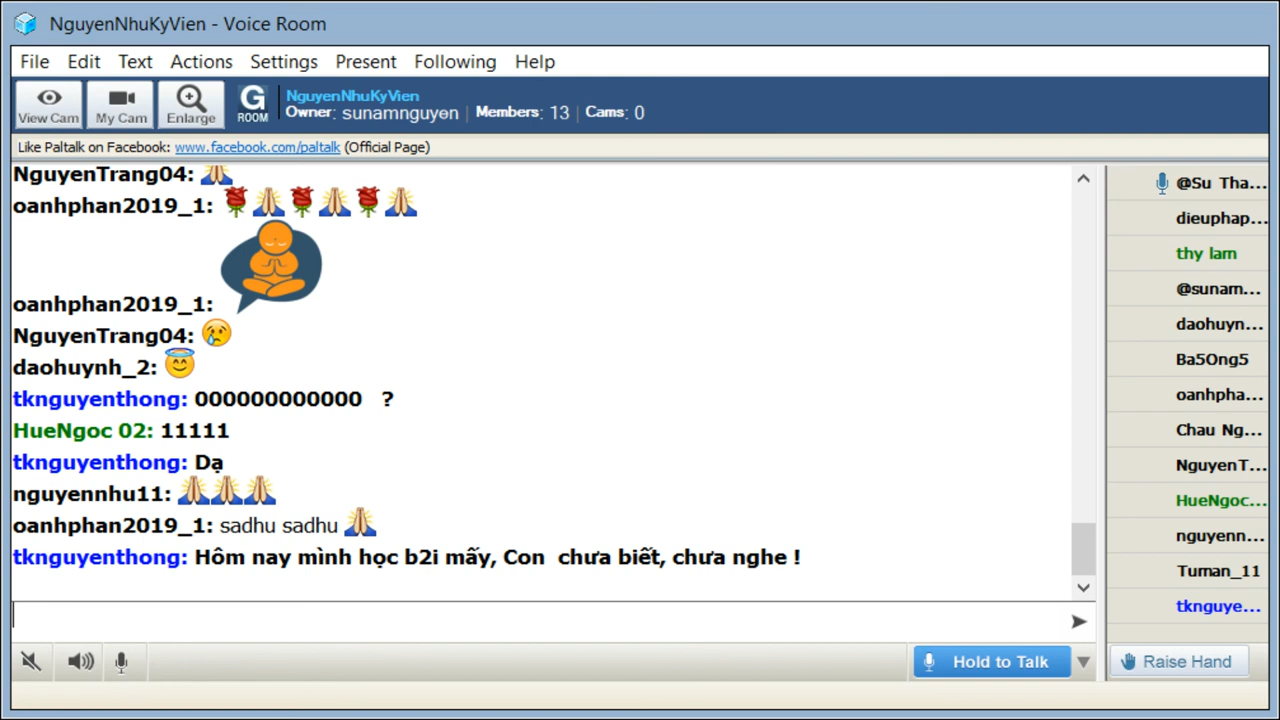 NguyenNhuKyVien - Voice Room
File Edit Text Actions Settings Present Following Help
View Cam My Cam Enlarge G ROOM NguyenNhuKyVien
Owner: sunamnguyen | Members: 13 | Cams: 0
Like Paltalk on Facebook: www.facebook.com/paltalk (Official Page)
NguyenTrang04: 🙏
oanhphan2019_1: 🌹🙏🌹🙏🌹🙏
oanhphan2019_1:
NguyenTrang04: 😢
daohuynh_2: 😇
tknguyenthong: 000000000000 ?
HueNgoc 02: 11111
tknguyenthong: Dạ
nguyennhu11: 🙏🙏🙏
oanhphan2019_1: sadhu sadhu 🙏
tknguyenthong: Hôm nay mình học b2i mấy, Con chưa biết, chưa nghe !
@Su Tha...
dieuphap...
thy lam
@sunam...
daohuyn...
Ba5Ong5
oanhpha...
Chau Ng...
NguyenT...
HueNgoc...
nguyenn...
Tuman_11
tknguye...
Hold to Talk
Raise Hand